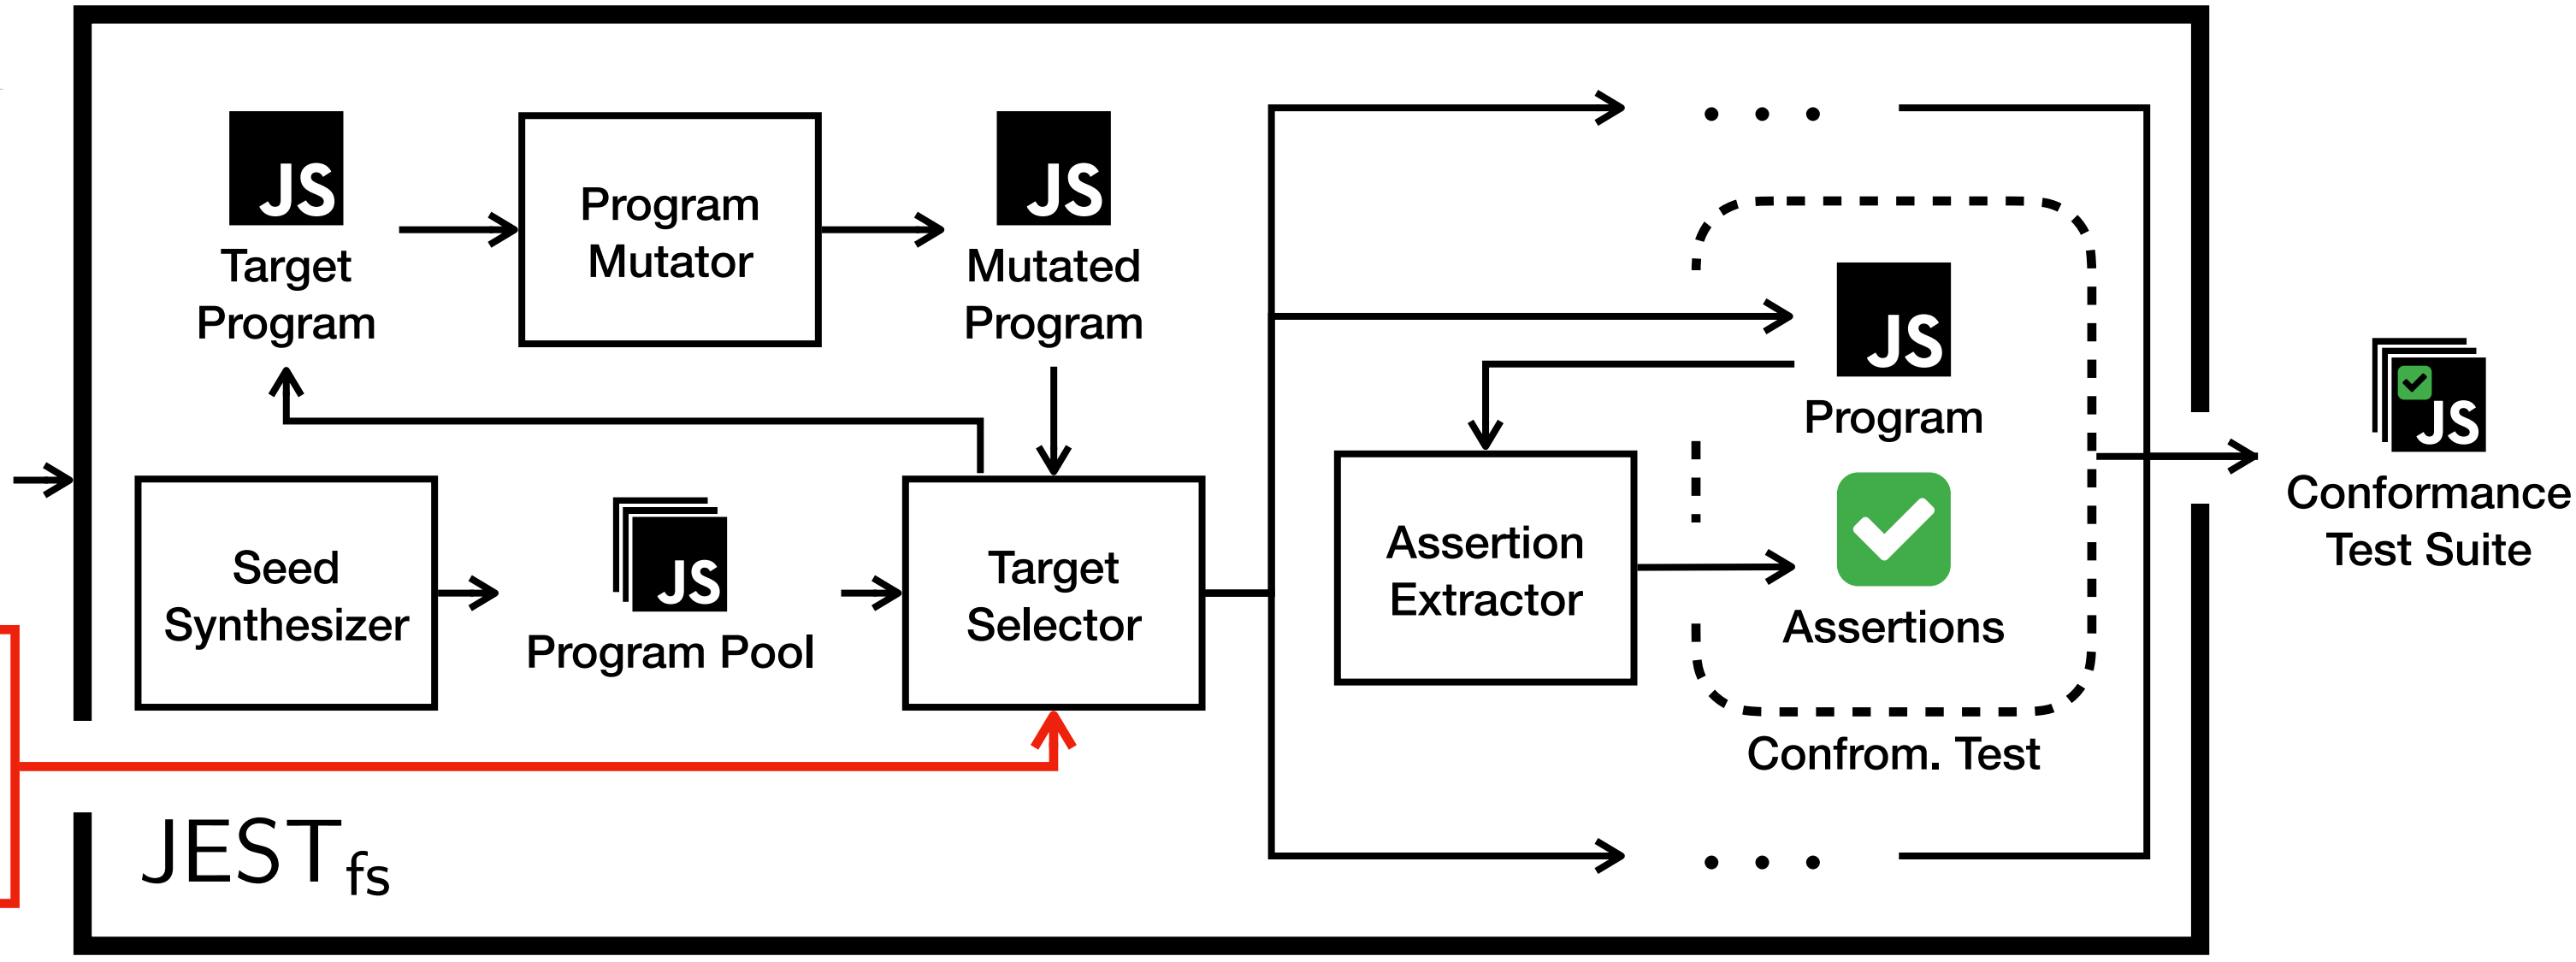 JS
Target
Program
Program
Mutator
JS
Mutated
Program
Seed
Synthesizer
JS
Program Pool
Target
Selector
. . .
JS
Program
Assertion
Extractor
Assertions
Confrom. Test
. . .
JS
Conformance
Test Suite
JESTfs